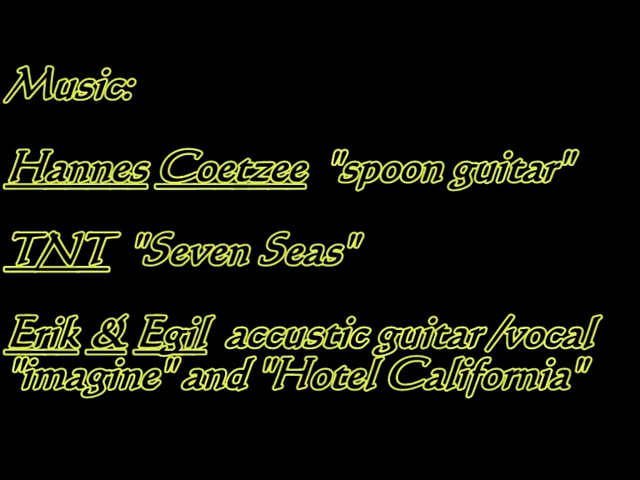 Music:
Hannes Coetzee "spoon guitar"
TNT "Seven Seas"
Erik & Egil accustic guitar /vocal
"imagine" and "Hotel California"